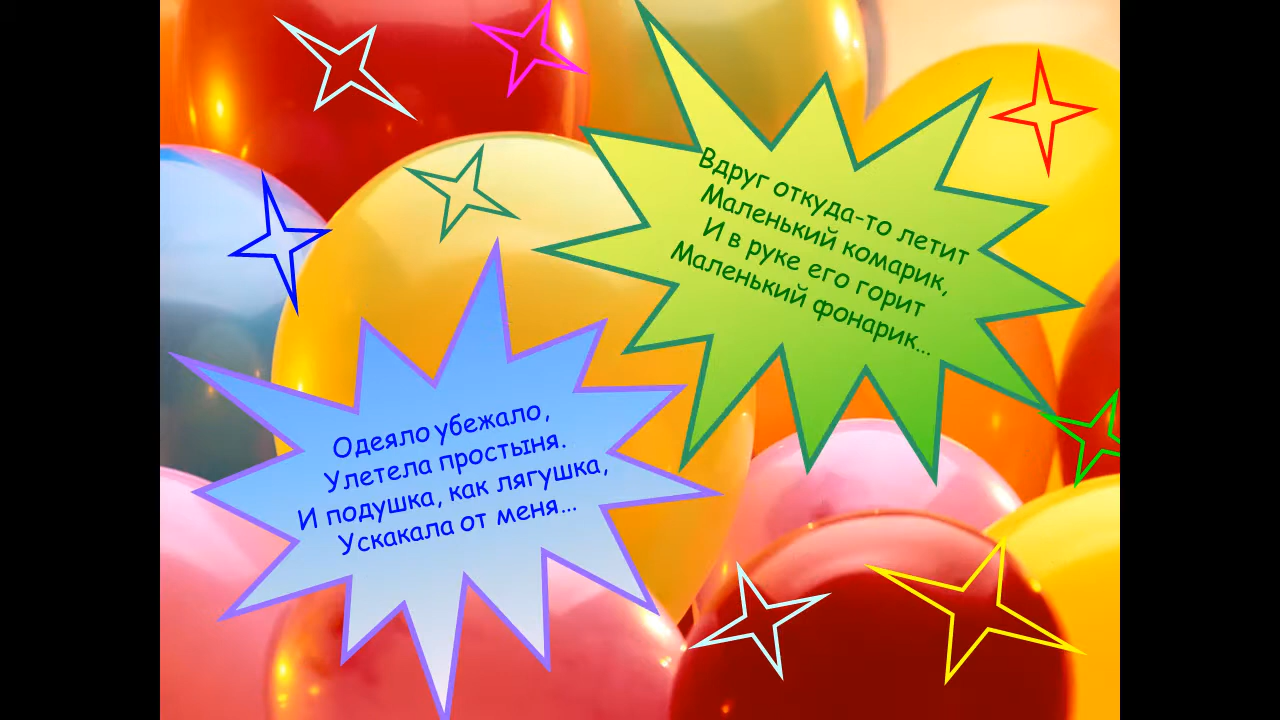 Вдруг откуда-то летит
Маленький комарик,
И в руке его горит
Маленький фонарик...
Одеяло убежало,
Улетела простыня.
И подушка, как лягушка,
Ускакала от меня...